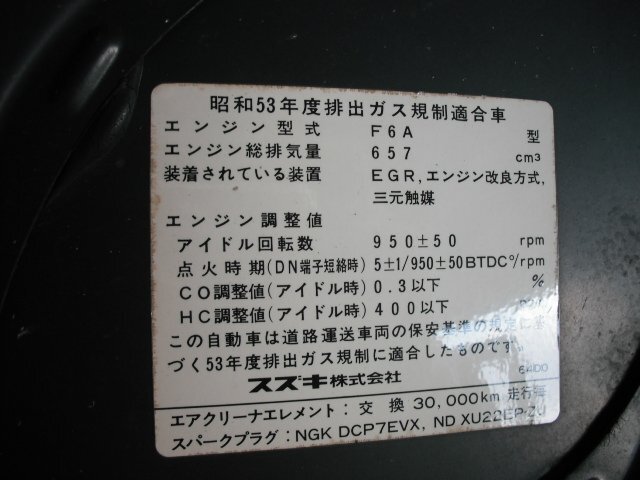 昭和53年度排出ガス規制適合車
エンジン型式 F6A 型
エンジン総排気量 657 cm³
装着されている装置 EGR,エンジン改良方式,
三元触媒
エンジン調整値
アイドル回転数 950±50 rpm
点火時期(DN端子短絡時) 5±1/950±50BTDC°/rpm
CO調整値(アイドル時) 0.3以下 %
HC調整値(アイドル時) 400以下
この自動車は道路運送車両の保安基準の規定に基
づく53年度排出ガス規制に適合したものです。
スズキ株式会社 64D0
エアクリーナエレメント:交換30,000km走行毎
スパークプラグ:NGK DCP7EVX, ND XU22EP-ZU